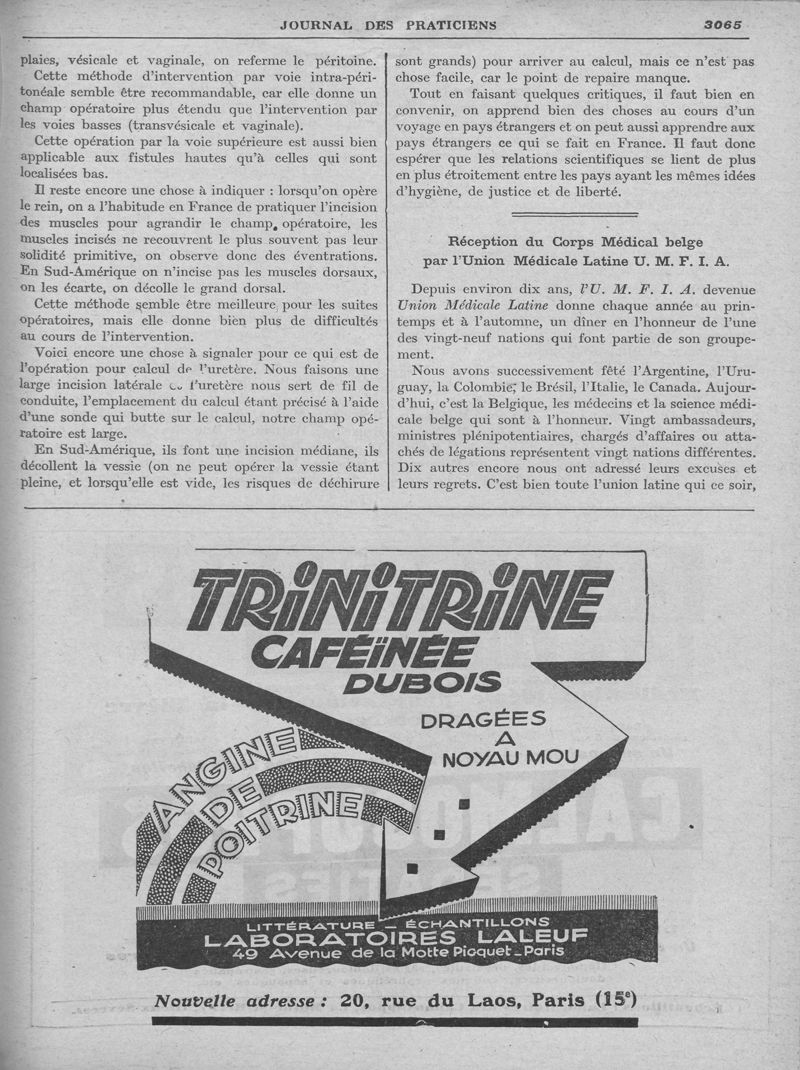 JOURNAL DES PRATICIENS
3065
plaies, vésicale et vaginale, on referme le péritoine.
Cette méthode d'intervention par voie intra-péri-
tonéale semble être recommandable, car elle donne un
champ opératoire plus étendu que l'intervention par
les voies basses (transvésicale et vaginale).
Cette opération par la voie supérieure est aussi bien
applicable aux fistules hautes qu'à celles qui sont
localisées bas.
Il reste encore une chose à indiquer : lorsqu'on opère
le rein, on a l'habitude en France de pratiquer l'incision
des muscles pour agrandir le champ opératoire, les
muscles incisés ne recouvrent le plus souvent pas leur
solidité primitive, on observe donc des éventrations.
En Sud-Amérique on n'incise pas les muscles dorsaux,
on les écarte, on décolle le grand dorsal.
Cette méthode semble être meilleure pour les suites
opératoires, mais elle donne bien plus de difficultés
au cours de l'intervention.
Voici encore une chose à signaler pour ce qui est de
l'opération pour calcul de l'uretère. Nous faisons une
large incision latérale l'uretère nous sert de fil de
conduite, l'emplacement du calcul étant précisé à l'aide
d'une sonde qui butte sur le calcul, notre champ opé-
ratoire est large.
En Sud-Amérique, ils font une incision médiane, ils
décollent la vessie (on ne peut opérer la vessie étant
pleine, et lorsqu'elle est vide, les risques de déchirure
sont grands) pour arriver au calcul, mais ce n'est pas
chose facile, car le point de repaire manque.
Tout en faisant quelques critiques, il faut bien en
convenir, on apprend bien des choses au cours d'un
voyage en pays étrangers et on peut aussi apprendre aux
pays étrangers ce qui se fait en France. Il faut donc
espérer que les relations scientifiques se lient de plus
en plus étroitement entre les pays ayant les mêmes idées
d'hygiène, de justice et de liberté.
Réception du Corps Médical belge
par l'Union Médicale Latine U. M. F. I. A.
Depuis environ dix ans, l'U. M. F. I. A. devenue
Union Médicale Latine donne chaque année au prin-
temps et à l'automne, un dîner en l'honneur de l'une
des vingt-neuf nations qui font partie de son groupe-
ment.
Nous avons successivement fêté l'Argentine, l'Uru-
guay, la Colombie, le Brésil, l'Italie, le Canada. Aujour-
d'hui, c'est la Belgique, les médecins et la science médi-
cale belge qui sont à l'honneur. Vingt ambassadeurs,
ministres plénipotentiaires, chargés d'affaires ou atta-
chés de légations représentent vingt nations différentes.
Dix autres encore nous ont adressé leurs excuses et
leurs regrets. C'est bien toute l'union latine qui ce soir,
TRINITRINE
CAFÉINÉE
DUBOIS
DRAGÉES
A
NOYAU MOU
ANGINE
DE
POITRINE
LITTÉRATURE _ ÉCHANTILLONS
LABORATOIRES LALEUF
49 Avenue de la Motte Picquet _ Paris
Nouvelle adresse : 20, rue du Laos, Paris (15e)